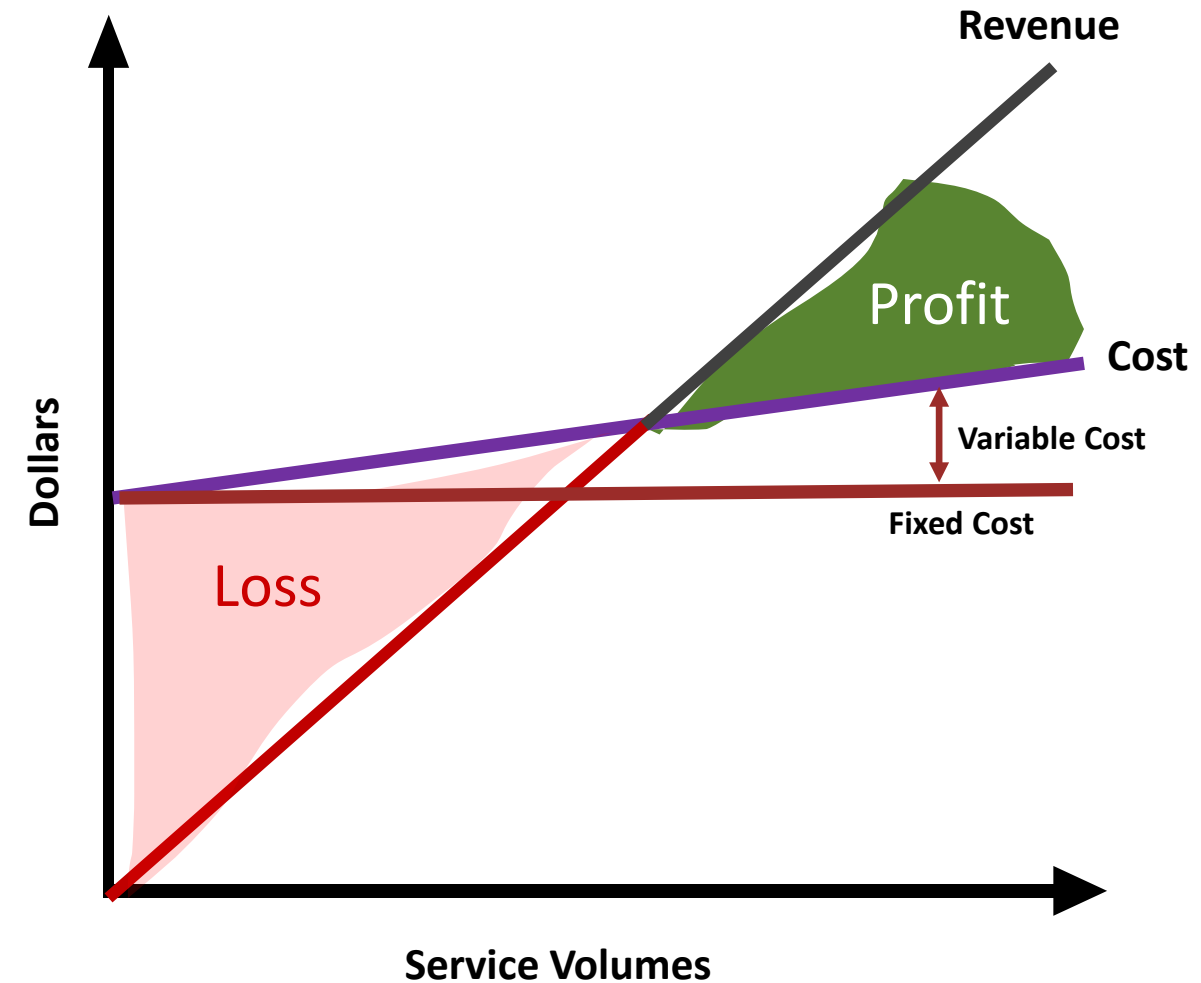 Revenue
Profit
Cost
Variable Cost
Dollars
Fixed Cost
Loss
Service Volumes